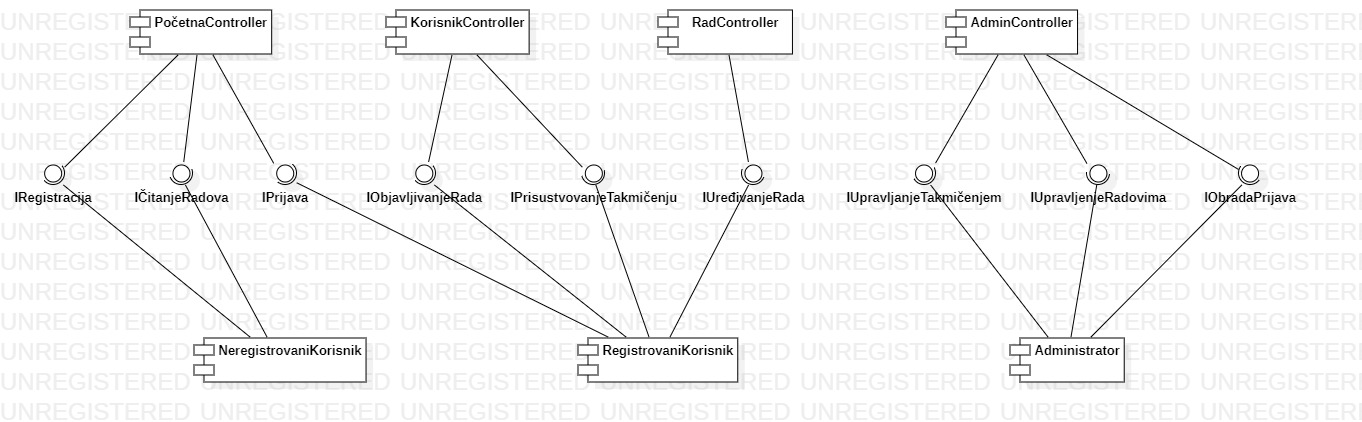 PočetnaController
KorisnikController
RadController
AdminController
IRegistracija
IČitanjeRadova
IPrijava
IObjavljivanjeRada
IPrisustvovanjeTakmičenju
IUređivanjeRada
IUpravljanjeTakmičenjem
IUpravljenjeRadovima
IObradaPrijava
NeregistrovaniKorisnik
RegistrovaniKorisnik
Administrator
UNREGISTERED UNREGISTERED UNREGISTERED UNREGISTERED UNREGISTERED UNREGISTERED UNREGISTERED